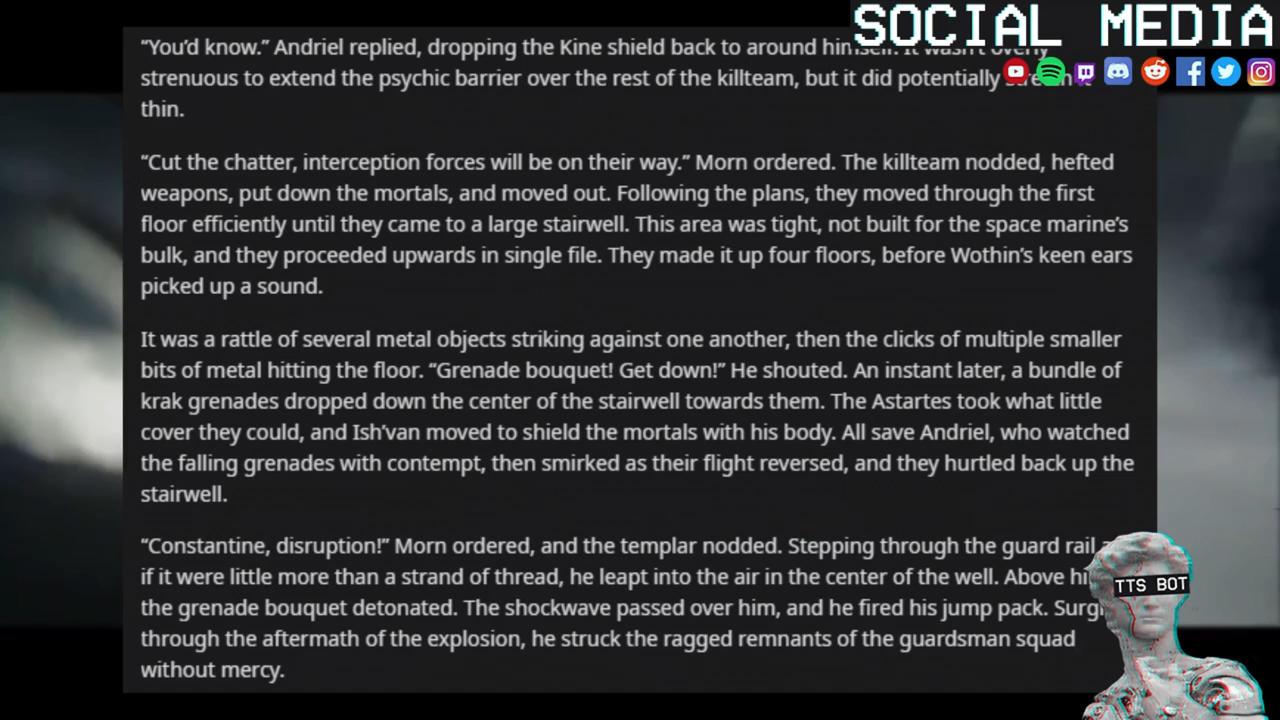 SOCIAL MEDIA
“You’d know.” Andriel replied, dropping the Kine shield back to around himself. It wasn’t overly
strenuous to extend the psychic barrier over the rest of the killteam, but it did potentially
thin.
“Cut the chatter, interception forces will be on their way.” Morn ordered. The killteam nodded, hefted
weapons, put down the mortals, and moved out. Following the plans, they moved through the first
floor efficiently until they came to a large stairwell. This area was tight, not built for the space marine’s
bulk, and they proceeded upwards in single file. They made it up four floors, before Wothin’s keen ears
picked up a sound.
It was a rattle of several metal objects striking against one another, then the clicks of multiple smaller
bits of metal hitting the floor. “Grenade bouquet! Get down!” He shouted. An instant later, a bundle of
krak grenades dropped down the center of the stairwell towards them. The Astartes took what little
cover they could, and Ish’van moved to shield the mortals with his body. All save Andriel, who watched
the falling grenades with contempt, then smirked as their flight reversed, and they hurtled back up the
stairwell.
“Constantine, disruption!” Morn ordered, and the templar nodded. Stepping through the guard rail
if it were little more than a strand of thread, he leapt into the air in the center of the well. Above
the grenade bouquet detonated. The shockwave passed over him, and he fired his jump pack.
through the aftermath of the explosion, he struck the ragged remnants of the guardsman squad
without mercy.
TTS BOT